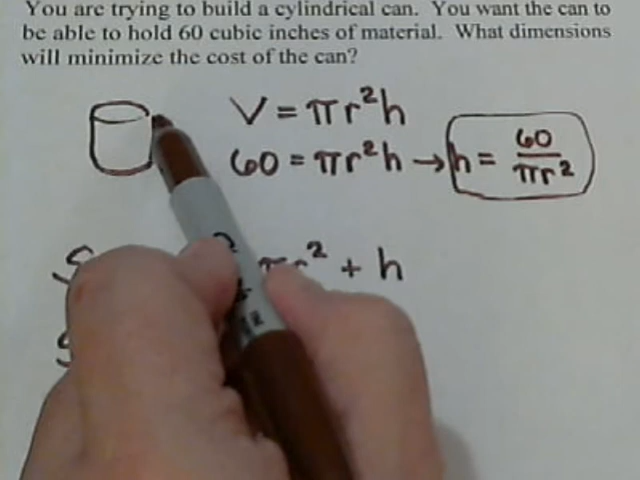 You are trying to build a cylindrical can. You want the can to
be able to hold 60 cubic inches of material. What dimensions
will minimize the cost of the can?
V = πr²h
60 = πr²h → h = 60/πr²
S πr² + h
S